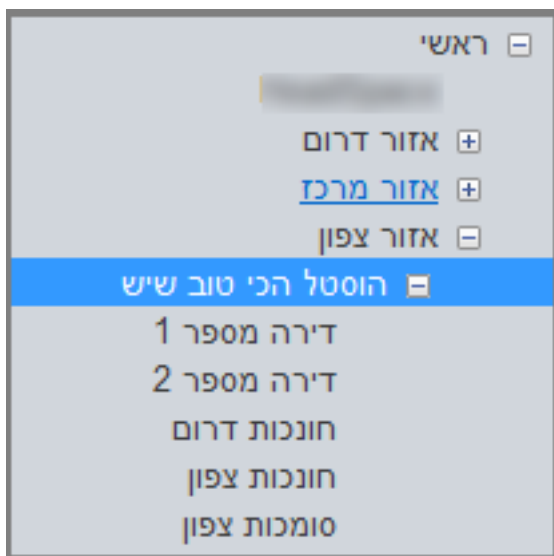 ראשי
אזור דרום
אזור מרכז
אזור צפון
הוסטל הכי טוב שיש
דירה מספר 1
דירה מספר 2
חונכות דרום
חונכות צפון
סומכות צפון